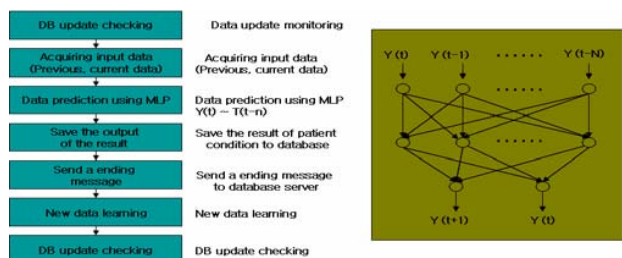 DB update checking
Data update monitoring
Acquiring input data
(Previous, current data)
Acquiring input data
(Previous, current data)
Data prediction using MLP
Data prediction using MLP
Y(t) ~ T(t-n)
Save the output
of the result
Save the result of patient
condition to database
Send a ending
message
Send a ending message
to database server
New data learning
New data learning
DB update checking
DB update checking
Y (t)
Y (t-1)
......
Y (t-N)
......
Y (t+1)
Y (t)